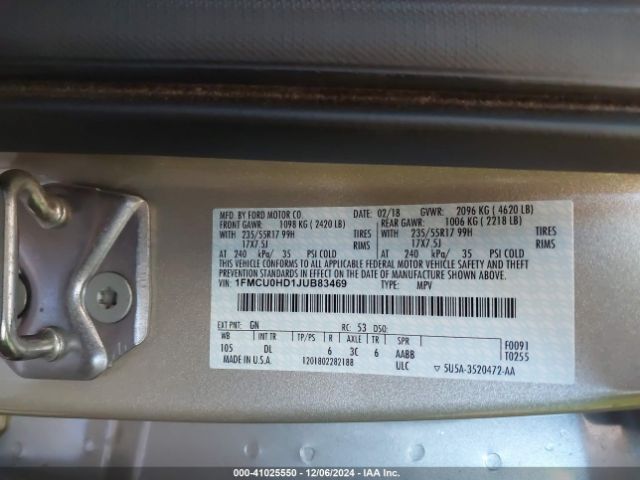 MFD. BY FORD MOTOR CO. 02/18 GVWR: 2096 KG ( 4620 LB)
FRONT GAWR: 1098 KG ( 2420 LB) REAR GAWR: 1006 KG ( 2218 LB)
WITH 235/55R17 99H TIRES WITH 235/55R17 99H TIRES
17X7.5J RIMS 17X7.5J RIMS
AT 240 kPa/ 35 PSI COLD AT 240 kPa/ 35 PSI COLD
THIS VEHICLE CONFORMS TO ALL APPLICABLE FEDERAL MOTOR VEHICLE SAFETY AND
THEFT PREVENTION STANDARDS IN EFFECT ON THE DATE OF MANUFACTURE SHOWN ABOVE.
VIN: 1FMCU0HD1JUB83469 TYPE: MPV
EXT PNT: GN RC: 53 DSO:
WB INT TR TP/PS R AXLE TR SPR F0091
105 DL 6 3C 6 AABB T0255
MADE IN U.S.A. 1201802282188 ULC ▽ 5U5A-3520472-AA
000-41025550 - 12/06/2024 - IAA Inc.